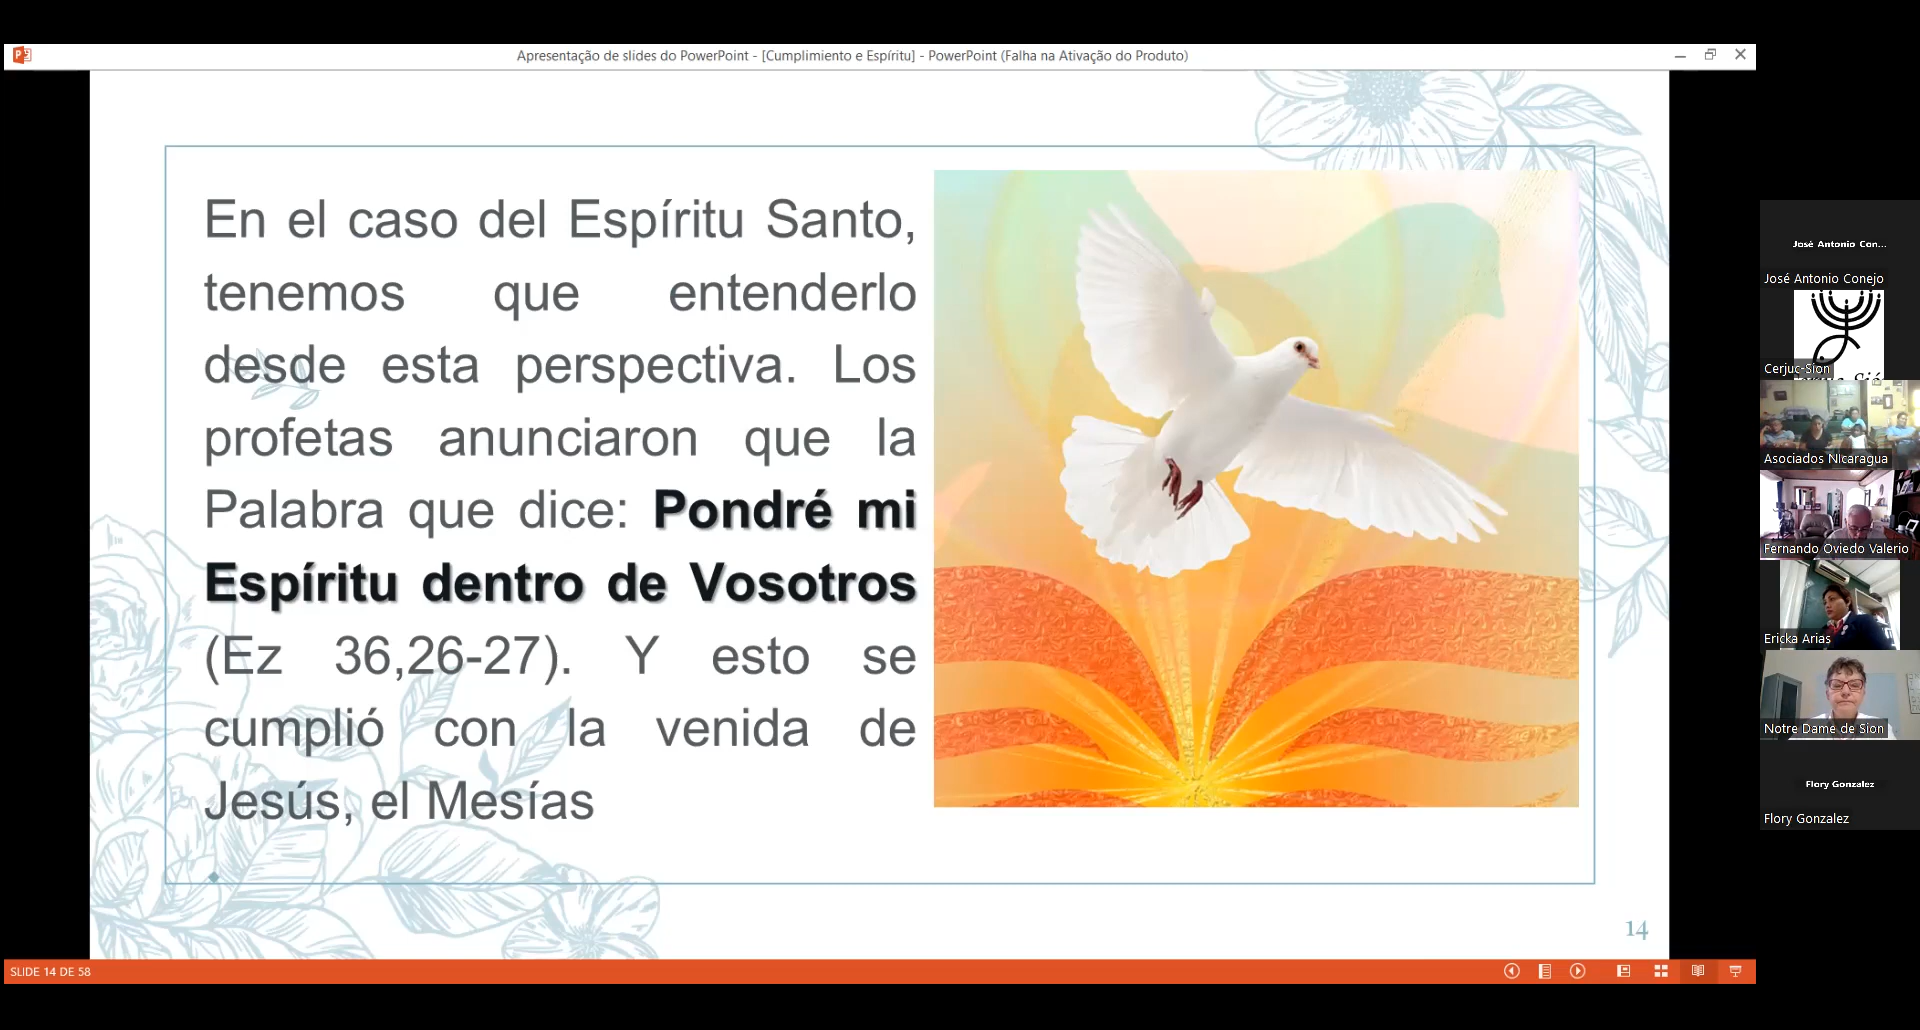 Apresentação de slides do PowerPoint - [Cumplimiento e Espíritu] - PowerPoint (Falha na Ativação do Produto)
En el caso del Espíritu Santo,
tenemos que entenderlo
desde esta perspectiva. Los
profetas anunciaron que la
Palabra que dice: Pondré mi
Espíritu dentro de Vosotros
(Ez 36,26-27). Y esto se
cumplió con la venida de
Jesús, el Mesías
14
SLIDE 14 DE 58
José Antonio Con...
José Antonio Conejo
Cerjuc-Sion
Asociados NIcaragua
Fernando Oviedo Valerio
Ericka Arias
Notre Dame de Sion
Flory Gonzalez
Flory Gonzalez